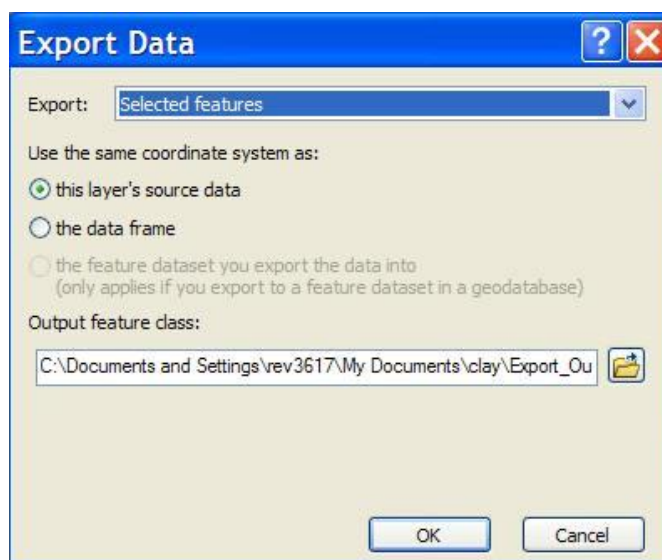 Export Data
Export: Selected features
Use the same coordinate system as:
this layer's source data
the data frame
the feature dataset you export the data into
(only applies if you export to a feature dataset in a geodatabase)
Output feature class:
C:\Documents and Settings\rev3617\My Documents\clay\Export_Ou
OK Cancel